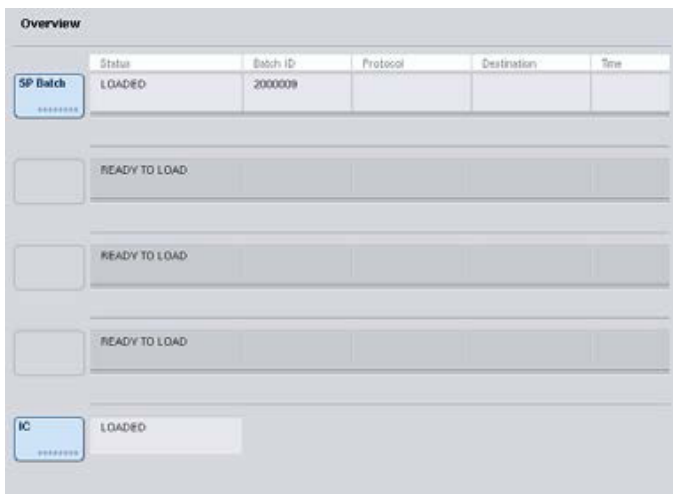 Overview
Status Batch ID Protocol Destination Time
SP Batch LOADED 2000009
READY TO LOAD
READY TO LOAD
READY TO LOAD
IC LOADED